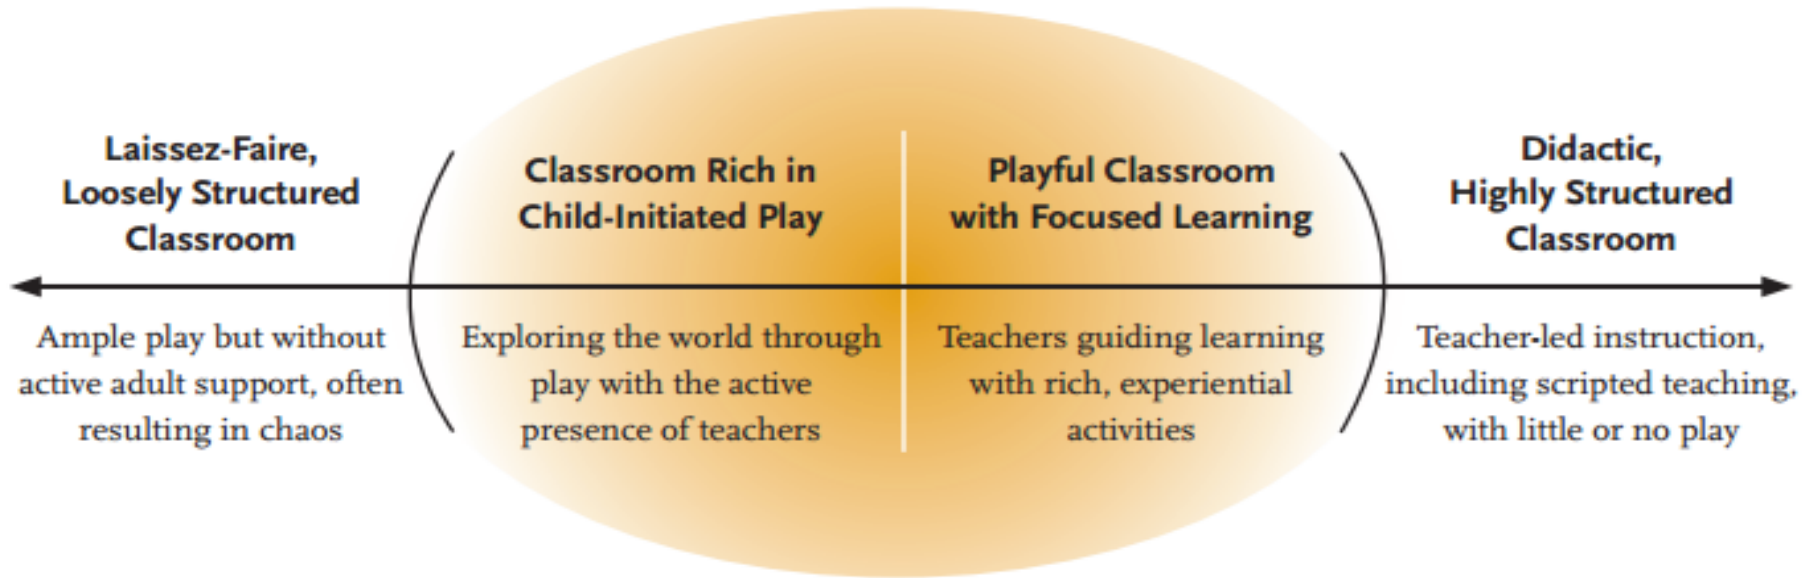 Laissez-Faire,
Loosely Structured
Classroom
Ample play but without
active adult support, often
resulting in chaos
Classroom Rich in
Child-Initiated Play
Exploring the world through
play with the active
presence of teachers
Playful Classroom
with Focused Learning
Teachers guiding learning
with rich, experiential
activities
Didactic,
Highly Structured
Classroom
Teacher-led instruction,
including scripted teaching,
with little or no play